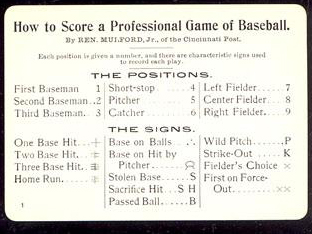 How to Score a Professional Game of Baseball.
By REN. MULFORD, Jr., of the Cincinnati Post.
Each position is given a number, and there are characteristic signs used
to record each play.
THE POSITIONS.
First Baseman 1
Second Baseman..2
Third Baseman. 3
Short-stop ..... 4
Pitcher ..... 5
Catcher ..... 6
Left Fielder..... 7
Center Fielder... 8
Right Fielder.. 9
THE SIGNS.
One Base Hit...
Two Base Hit...
Three Base Hit
Home Run.....
Base on Balls ..
Base on Hit by
Pitcher .......
Stolen Base.....S
Sacrifice Hit...S H
Passed Ball.....B
Wild Pitch.....P
Strike-Out..... K
Fielder's Choice ×
First on Force-
Out........××
1